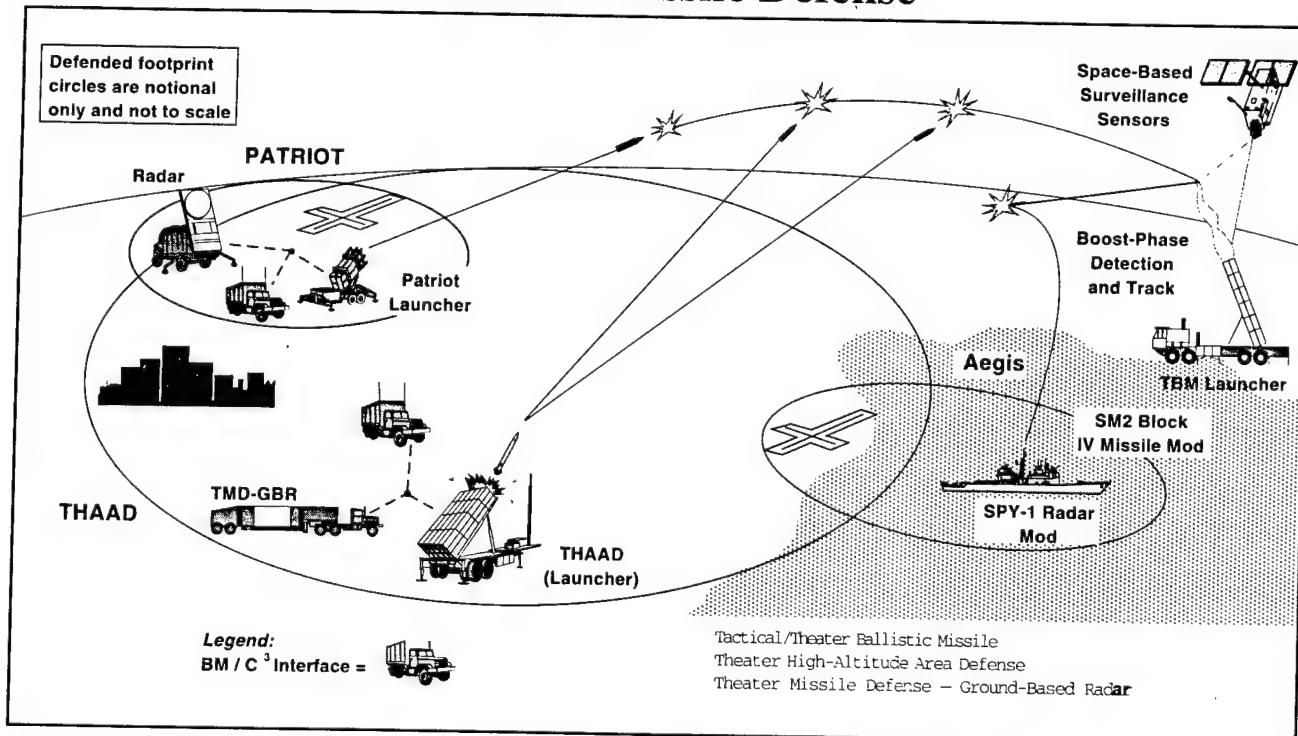 Defense
Defended footprint
circles are notional
only and not to scale
PATRIOT
Radar
Patriot
Launcher
Space-Based
Surveillance
Sensors
Boost-Phase
Detection
and Track
TBM Launcher
Aegis
SM2 Block
IV Missile Mod
SPY-1 Radar
Mod
THAAD
TMD-GBR
THAAD
(Launcher)
Legend:
BM / C³ Interface =
Tactical/Theater Ballistic Missile
Theater High-Altitude Area Defense
Theater Missile Defense — Ground-Based Radar